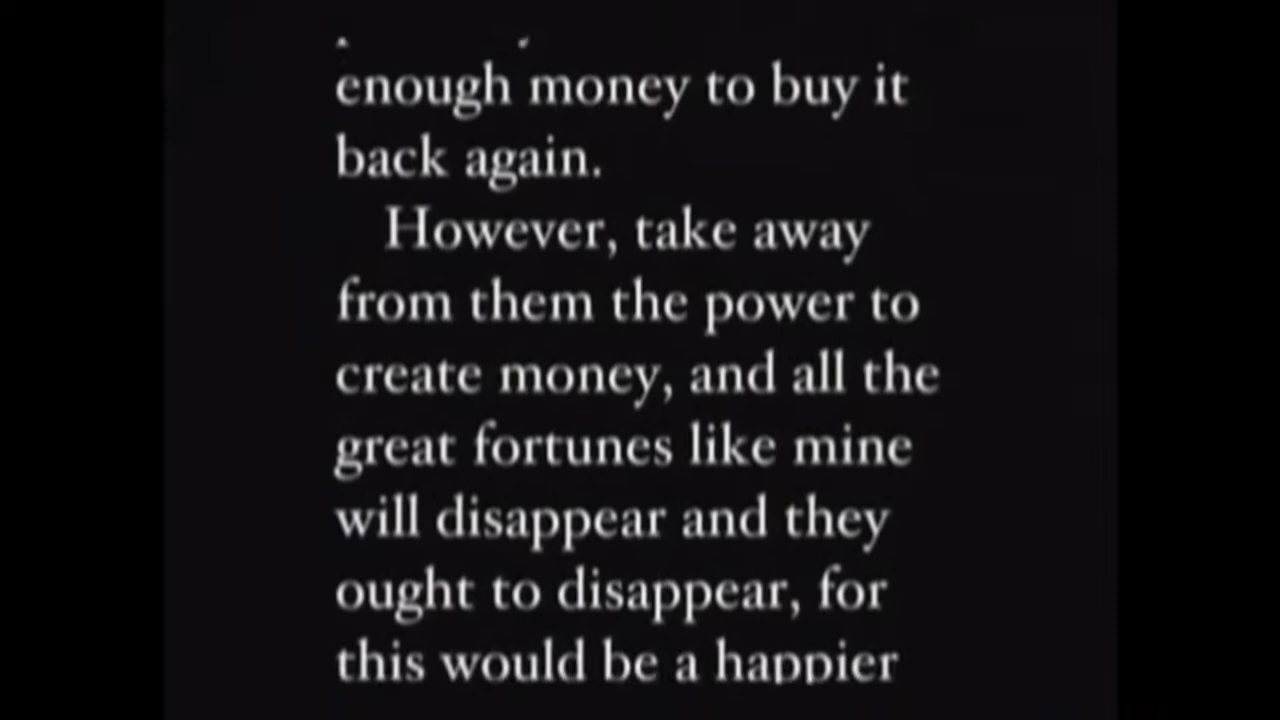 enough money to buy it
back again.
However, take away
from them the power to
create money, and all the
great fortunes like mine
will disappear and they
ought to disappear, for
this would be a happier